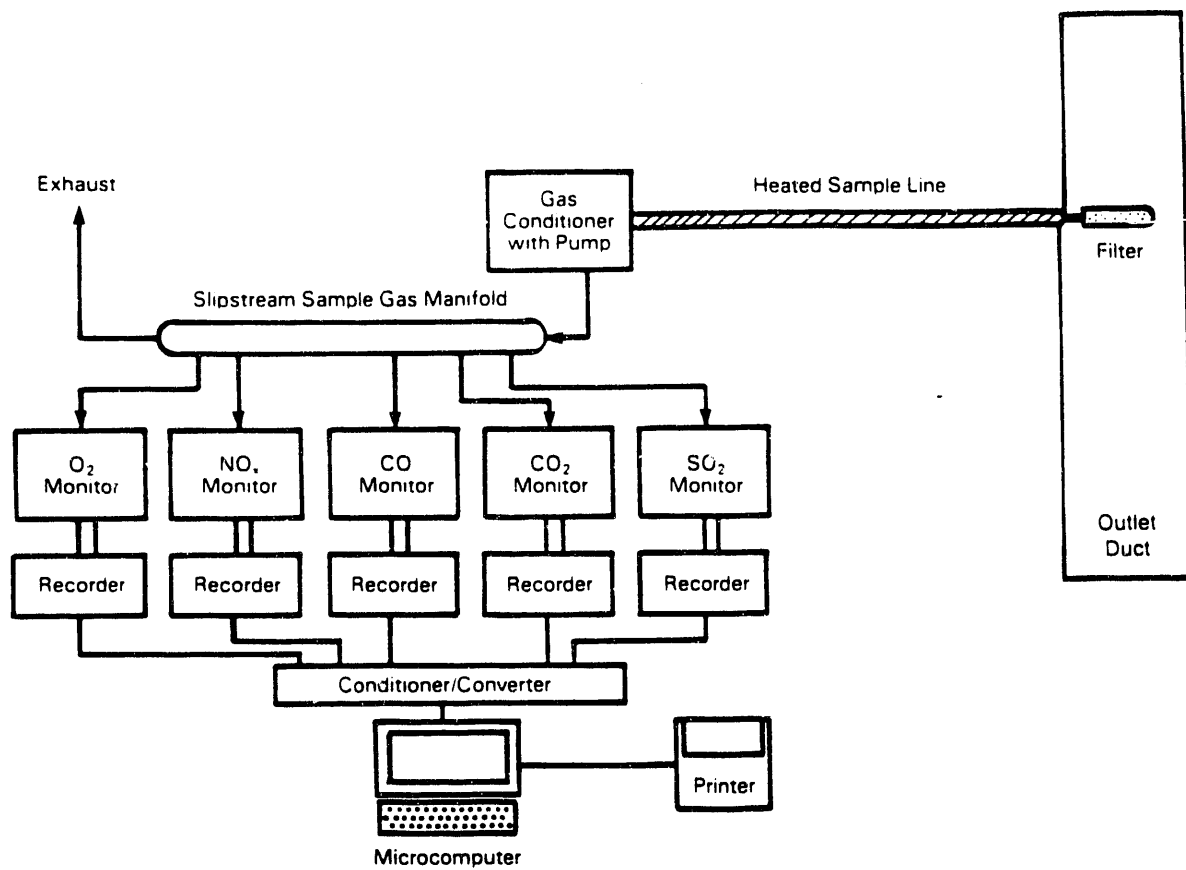 Exhaust
Gas
Conditioner
with Pump
Heated Sample Line
Filter
Slipstream Sample Gas Manifold
O₂
Monitor
NOₓ
Monitor
CO
Monitor
CO₂
Monitor
SO₂
Monitor
Outlet
Duct
Recorder
Recorder
Recorder
Recorder
Recorder
Conditioner/Converter
Printer
Microcomputer